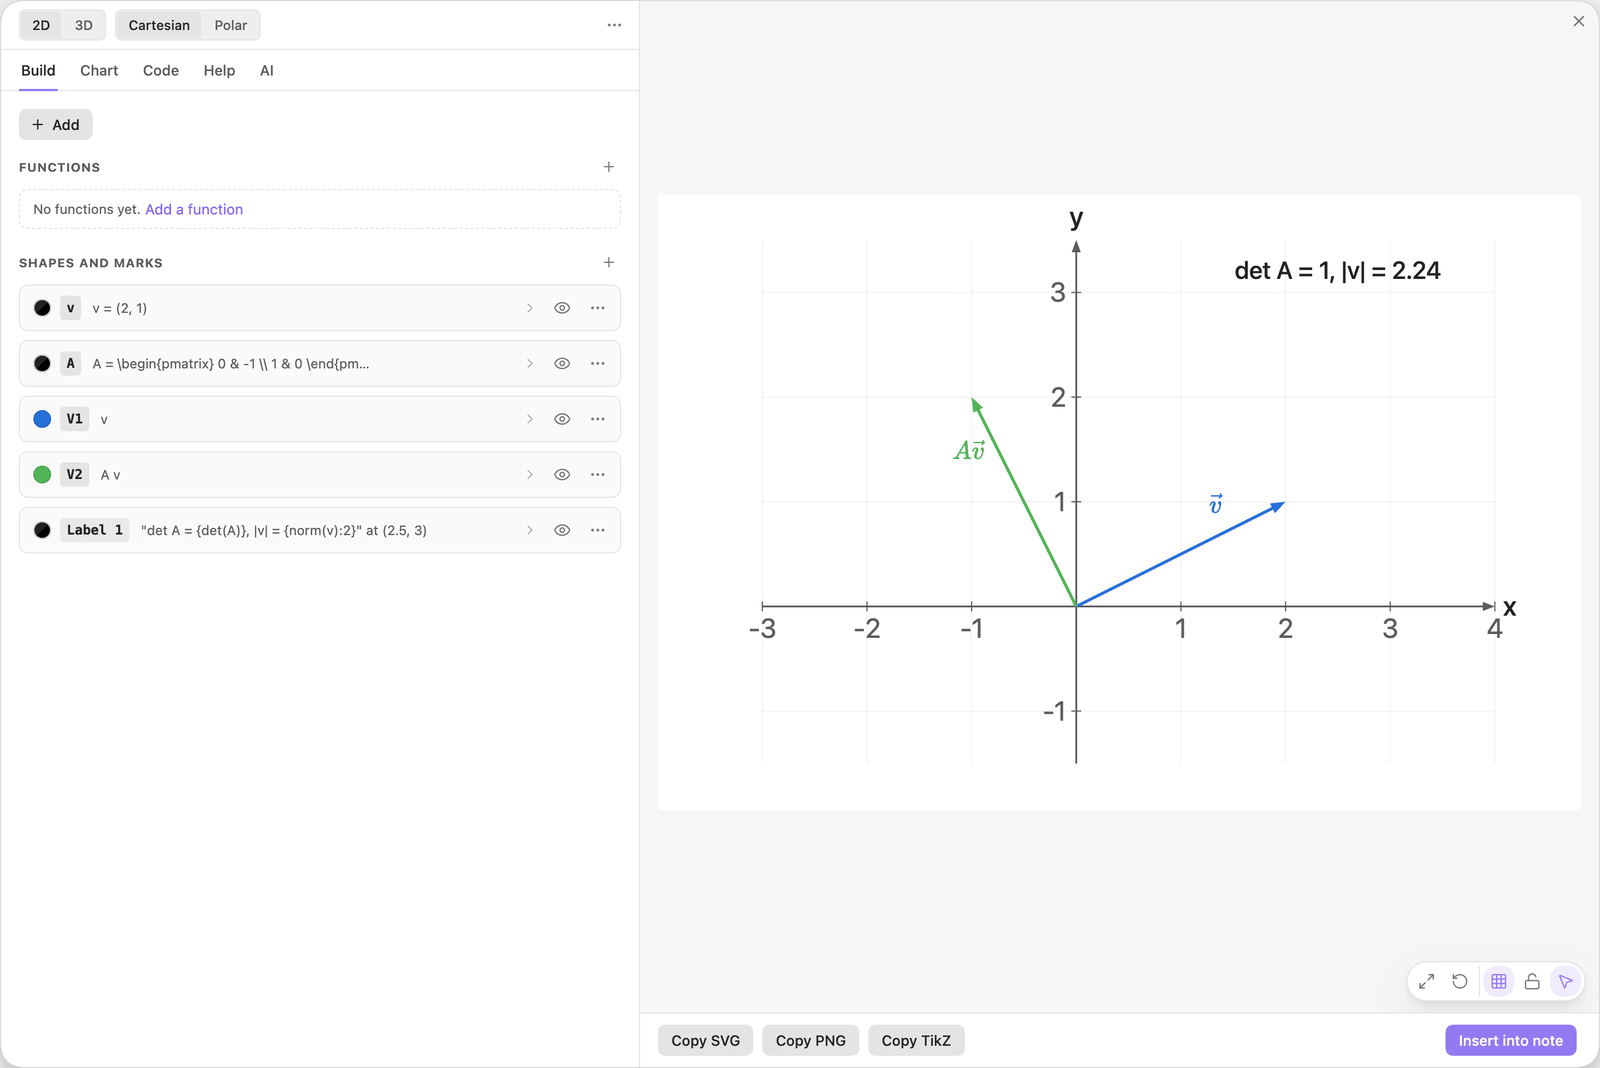 2D 3D Cartesian Polar
Build Chart Code Help AI
+ Add
FUNCTIONS
No functions yet. Add a function
SHAPES AND MARKS
v v = (2, 1)
A A = \begin{pmatrix} 0 & -1 \\ 1 & 0 \end{pm...
V1 v
V2 A v
Label 1 "det A = {det(A)}, |v| = {norm(v):2}" at (2.5, 3)
y
det A = 1, |v| = 2.24
3
2
Av⃗
1
v⃗
x
-3 -2 -1 1 2 3 4
-1
Copy SVG Copy PNG Copy TikZ Insert into note